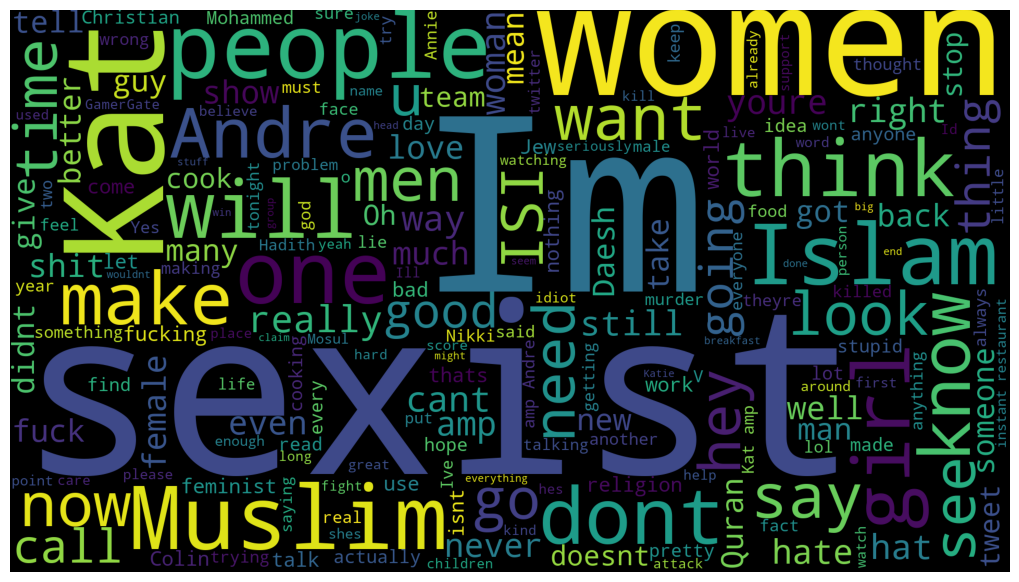 tell
Christian
Mohammed
sure
joke
try
Annie
women
already
support
keep
thought
stop
wrong
guy
people
woman
mean
twitter
time
kat
GamerGate
used
better
show
must
face
name
u
team
believe
Andre
head
day
kill
want
youre
right
live
wont
Id
idea
anyone
word
thing
little
give
two
come
stuff
problem
love
Im
Jew
seriously
male
watching
world
think
feel
Yes
cook
will
tonight
o
god
men
ISI
nothing
Daesh
take
going
food
everyone
got
big
person
back
win
group
Oh
way
many
Hadith
yeah
lie
much
seem
Islam
done
end
shit
let
wouldnt
making
one
Ill
bad
year
make
good
idiot
murder
theyre
killed
look
something
fucking
place
really
Nikki
said
still
breakfast
stupid
know
always
restaurant
instant
didnt
claim
Mosul
hard
score
might
sexist
need
getting
work
V
Katie
hey
lot
around
first
girl
anything
someone
see
find
life
cooking
thats
cant
amp
Andre
amp
put
fuck
female
even
every
enough
read
hope
new
another
talking
Kat amp
well
man
lol
made
long
great
everything
point
care
please
feminist
use
Ive
isnt
religion
help
say
now
Muslim
saying
fight
real
shes
go
hes
kind
dont
Quran
fact
watch
hate
hat
tweet
call
Colin
trying
talk
actually
children
never
doesnt
pretty
attack